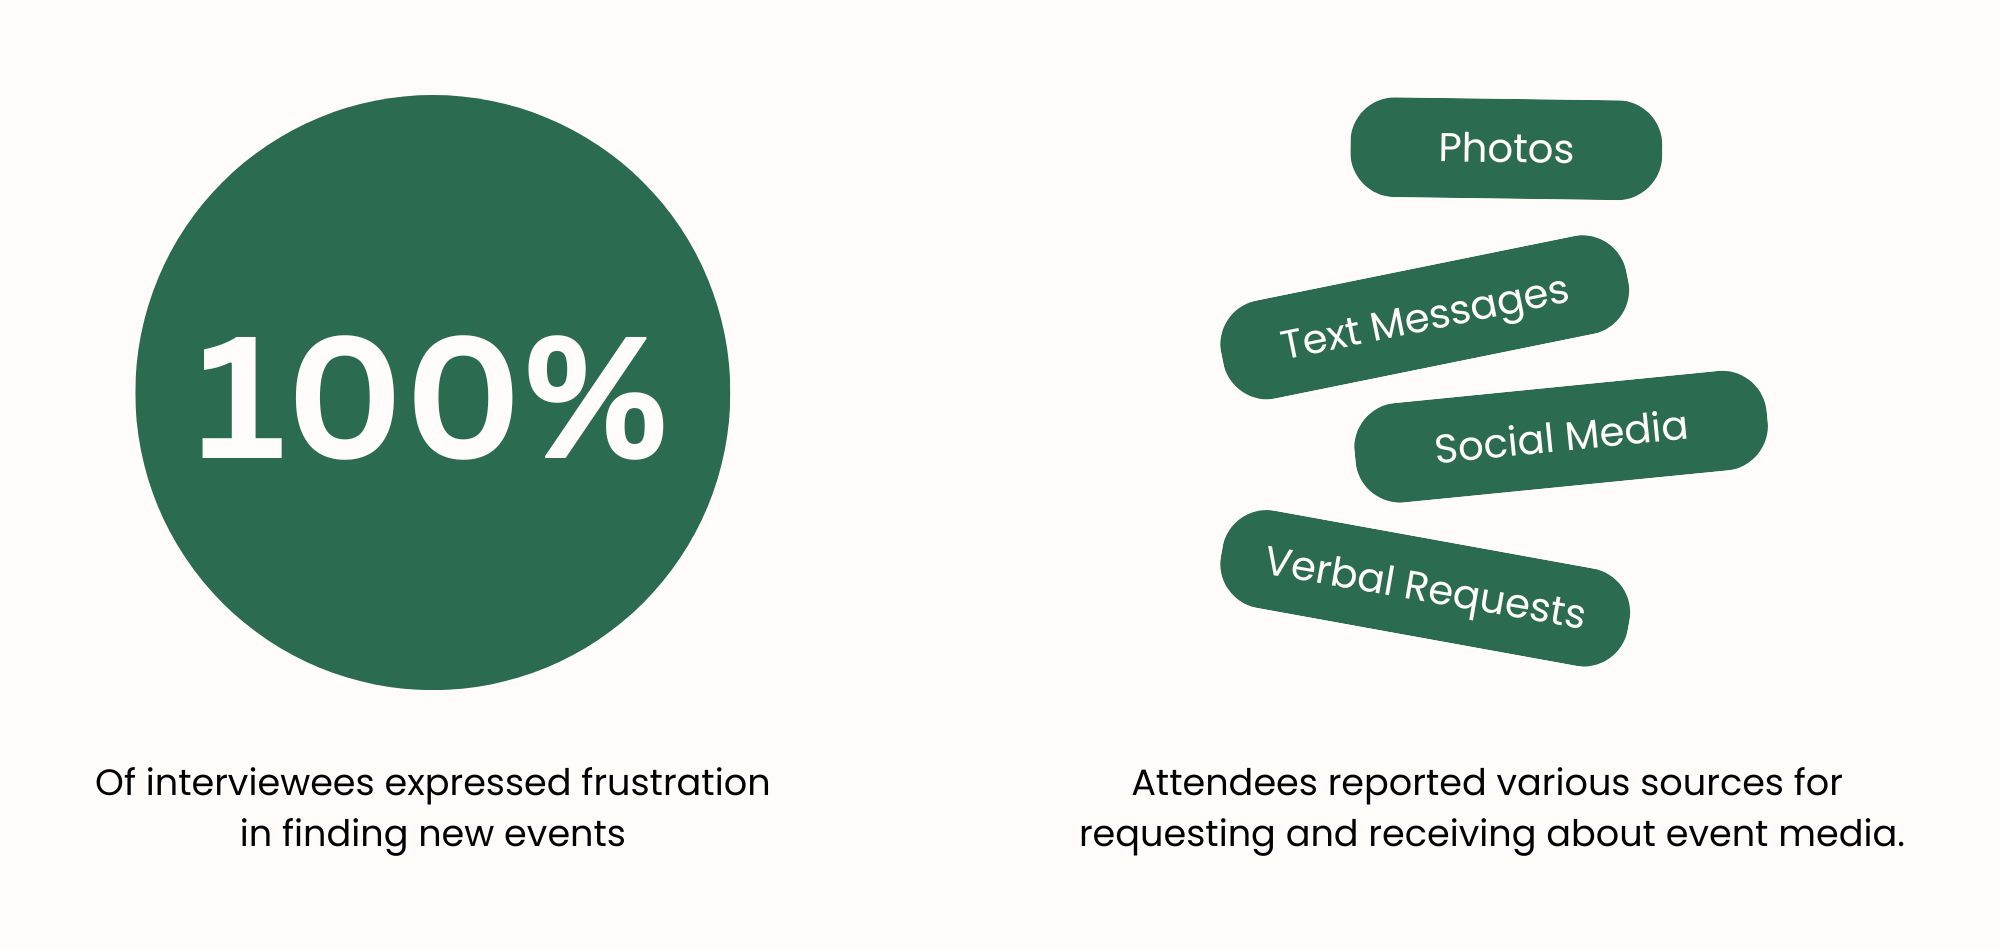 100%
Of interviewees expressed frustration
in finding new events
Photos
Text Messages
Social Media
Verbal Requests
Attendees reported various sources for
requesting and receiving about event media.